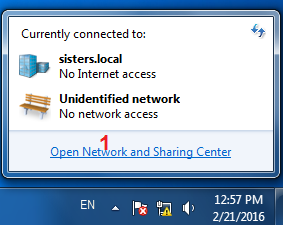 Currently connected to:
sisters.local
No Internet access
Unidentified network
No network access
1
Open Network and Sharing Center
EN
12:57 PM
2/21/2016